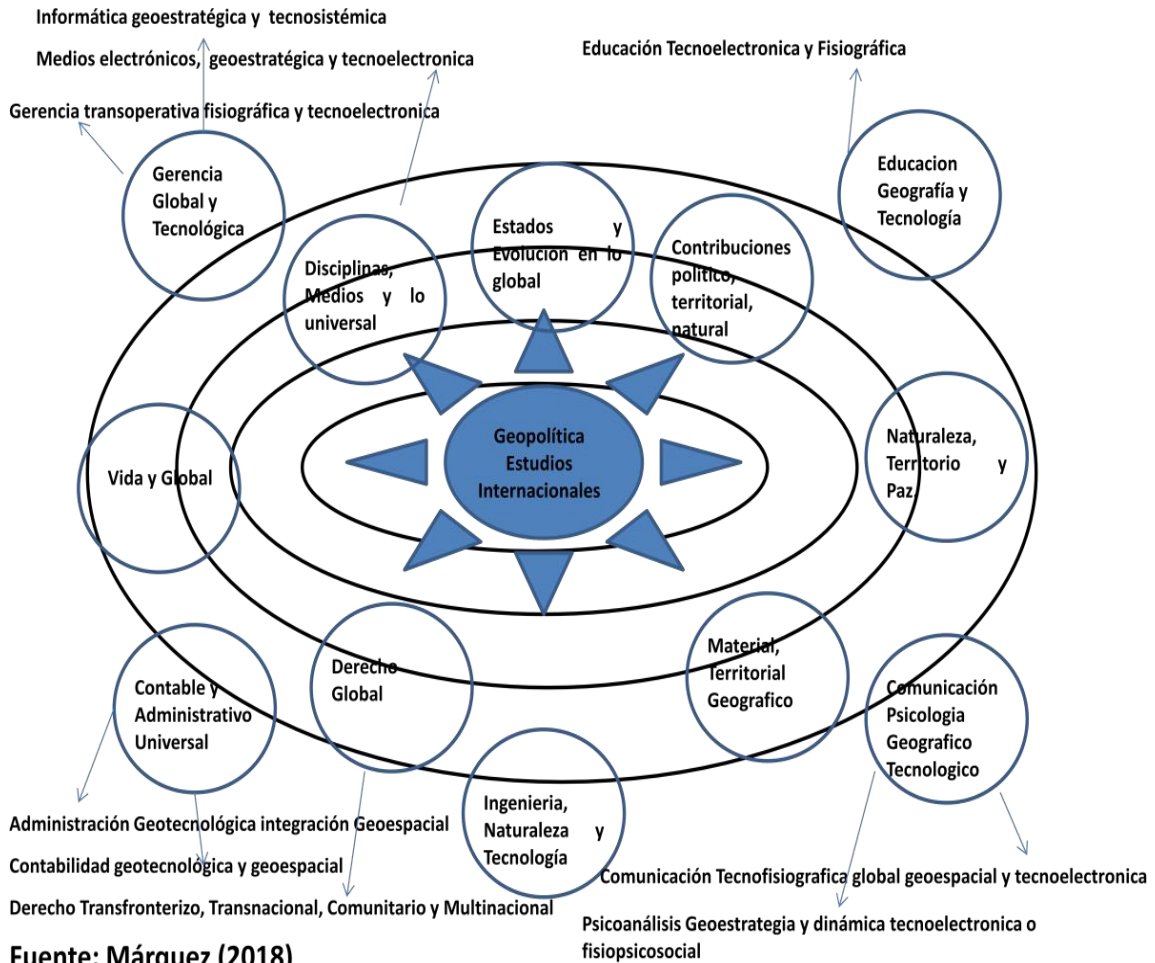 Informática geoestratégica y tecnosistémica
Medios electrónicos, geoestratégica y tecnoelectronica
Educación Tecnoelectronica y Fisiográfica
Gerencia transoperativa fisiográfica y tecnoelectronica
Gerencia
Global y
Tecnológica
Educacion
Geografía y
Tecnología
Disciplinas,
Medios y lo
universal
Estados y
Evolucion en lo
global
Contribuciones
politico,
territorial,
natural
Geopolítica
Estudios
Internacionales
Vida y Global
Naturaleza,
Territorio y
Paz.
Contable y
Administrativo
Universal
Derecho
Global
Material,
Territorial
Geografico
Comunicación
Psicologia
Geografico
Tecnologico
Ingenieria,
Naturaleza y
Tecnología
Administración Geotecnológica integración Geoespacial
Contabilidad geotecnológica y geoespacial
Derecho Transfronterizo, Transnacional, Comunitario y Multinacional
Comunicación Tecnofisiografica global geoespacial y tecnoelectronica
Psicoanálisis Geoestrategia y dinámica tecnoelectronica o
fisiopsicosocial
Fuente: Márquez (2018)